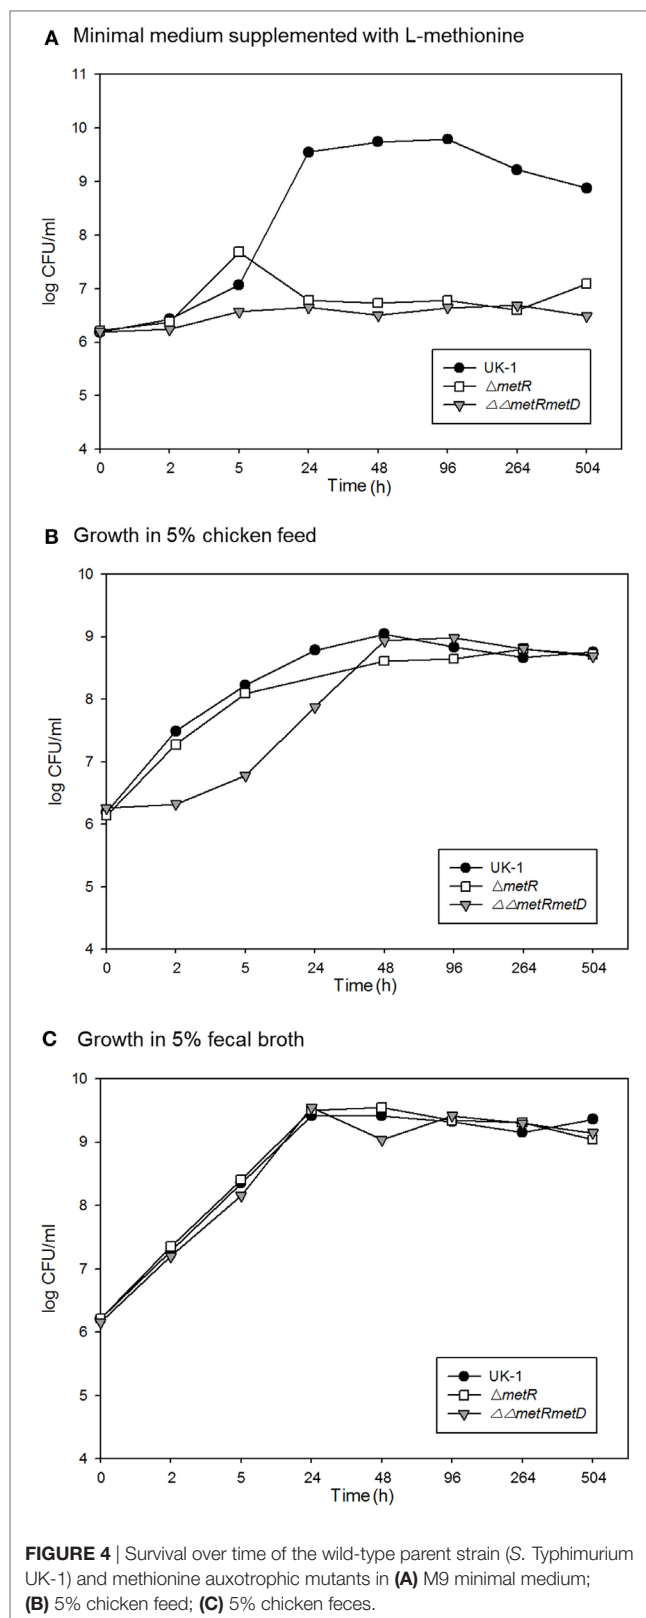 A Minimal medium supplemented with L-methionine
11
10
9
8
7
6
5
4
log CFU/ml
UK-1
△metR
△△metRmetD
0 2 5 24 48 96 264 504
Time (h)
B Growth in 5% chicken feed
10
9
8
7
6
5
4
log CFU/ml
UK-1
△metR
△△metRmetD
0 2 5 24 48 96 264 504
Time (h)
C Growth in 5% fecal broth
10
9
8
7
6
5
4
log CFU/ml
UK-1
△metR
△△metRmetD
0 2 5 24 48 96 264 504
Time (h)
FIGURE 4 | Survival over time of the wild-type parent strain (S. Typhimurium
UK-1) and methionine auxotrophic mutants in (A) M9 minimal medium;
(B) 5% chicken feed; (C) 5% chicken feces.